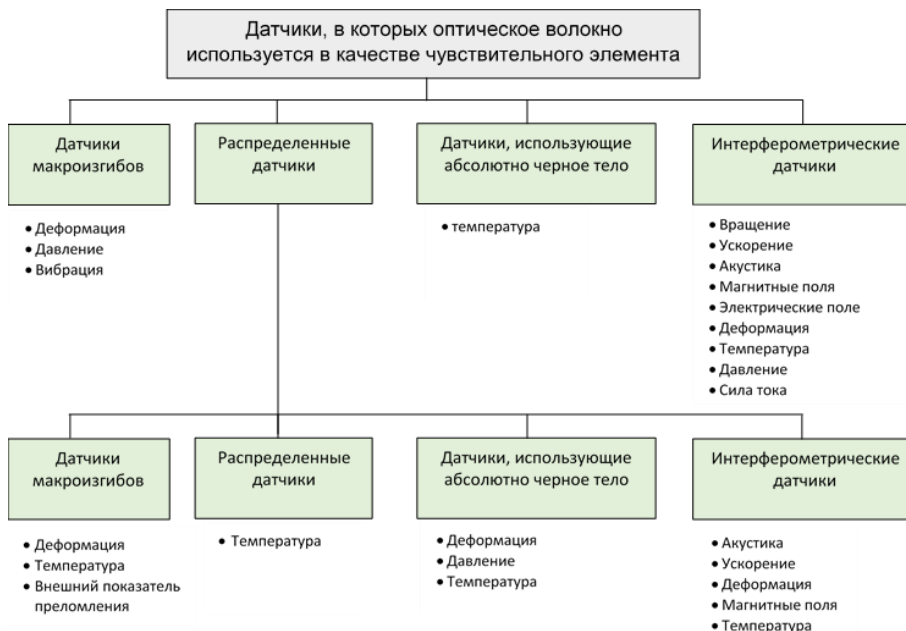 Датчики, в которых оптическое волокно
используется в качестве чувствительного элемента
Датчики
макроизгибов
• Деформация
• Давление
• Вибрация
Распределенные
датчики
Датчики, использующие
абсолютно черное тело
• температура
Интерферометрические
датчики
• Вращение
• Ускорение
• Акустика
• Магнитные поля
• Электрические поле
• Деформация
• Температура
• Давление
• Сила тока
Датчики
макроизгибов
• Деформация
• Температура
• Внешний показатель
преломления
Распределенные
датчики
• Температура
Датчики, использующие
абсолютно черное тело
• Деформация
• Давление
• Температура
Интерферометрические
датчики
• Акустика
• Ускорение
• Деформация
• Магнитные поля
• Температура